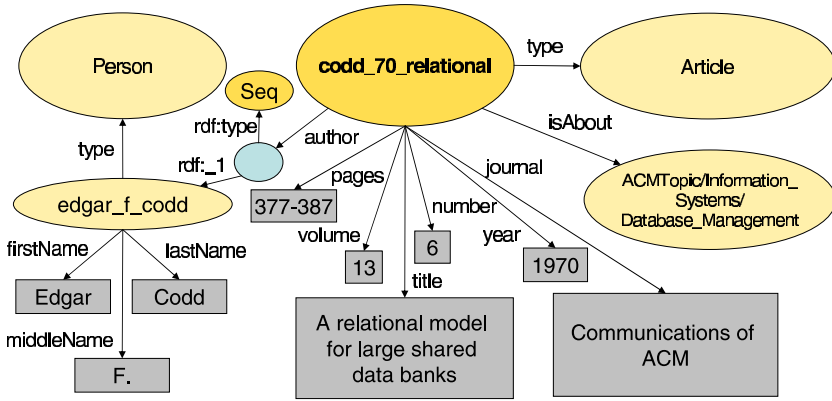 Person
codd_70_relational
type
Article
Seq
rdf:type
author
isAbout
type
rdf:_1
pages
journal
edgar_f_codd
377-387
number
ACMTopic/Information_
Systems/
Database_Management
firstName
lastName
volume
6
year
13
1970
Edgar
Codd
title
middleName
A relational model
for large shared
data banks
Communications of
ACM
F.